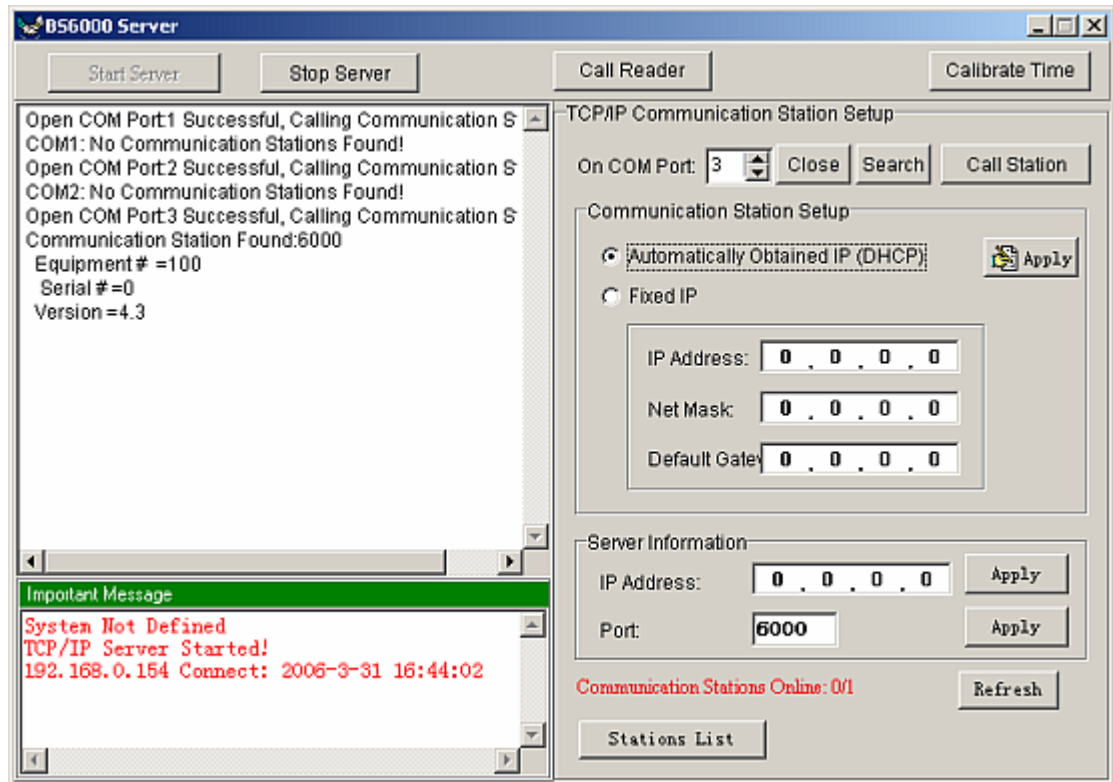 BS6000 Server
Start Server
Stop Server
Call Reader
Calibrate Time
Open COM Port:1 Successful, Calling Communication S
COM1: No Communication Stations Found!
Open COM Port:2 Successful, Calling Communication S
COM2: No Communication Stations Found!
Open COM Port:3 Successful, Calling Communication S
Communication Station Found:6000
Equipment # =100
Serial # =0
Version =4.3
Important Message
System Not Defined
TCP/IP Server Started!
192.168.0.154 Connect: 2006-3-31 16:44:02
TCP/IP Communication Station Setup
On COM Port: 3 Close Search Call Station
Communication Station Setup
Automatically Obtained IP (DHCP)
Apply
Fixed IP
IP Address: 0 . 0 . 0 . 0
Net Mask: 0 . 0 . 0 . 0
Default Gatew 0 . 0 . 0 . 0
Server Information
IP Address: 0 . 0 . 0 . 0 Apply
Port: 6000 Apply
Communication Stations Online: 0/1
Refresh
Stations List